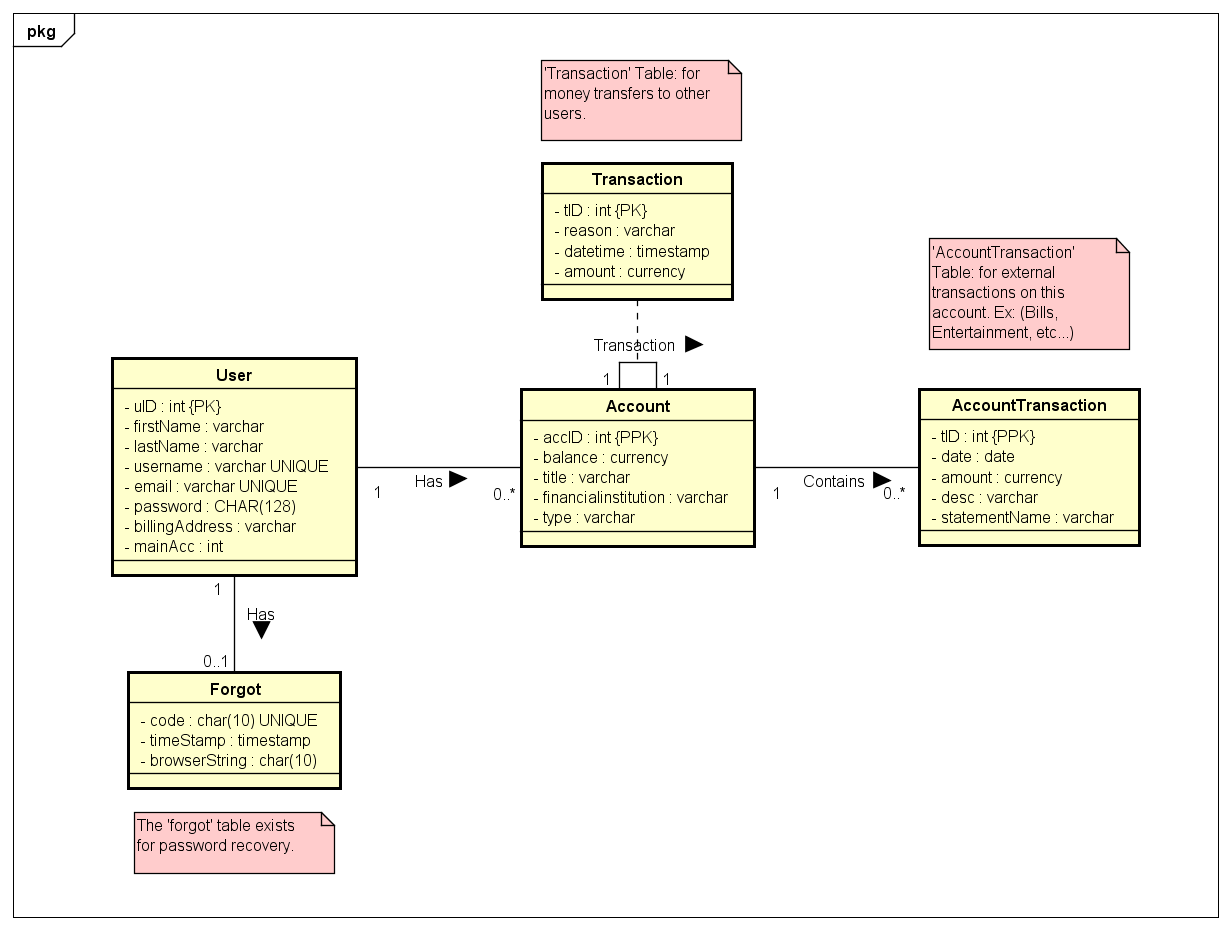 pkg
'Transaction' Table: for
money transfers to other
users.
Transaction
- tID : int {PK}
- reason : varchar
- datetime : timestamp
- amount : currency
'AccountTransaction'
Table: for external
transactions on this
account. Ex: (Bills,
Entertainment, etc...)
Transaction
1 1
User
- uID : int {PK}
- firstName : varchar
- lastName : varchar
- username : varchar UNIQUE
- email : varchar UNIQUE
- password : CHAR(128)
- billingAddress : varchar
- mainAcc : int
Has
1
0..*
Account
- accID : int {PPK}
- balance : currency
- title : varchar
- financialinstitution : varchar
- type : varchar
Contains
1
0..*
AccountTransaction
- tID : int {PPK}
- date : date
- amount : currency
- desc : varchar
- statementName : varchar
1
Has
0..1
Forgot
- code : char(10) UNIQUE
- timeStamp : timestamp
- browserString : char(10)
The 'forgot' table exists
for password recovery.